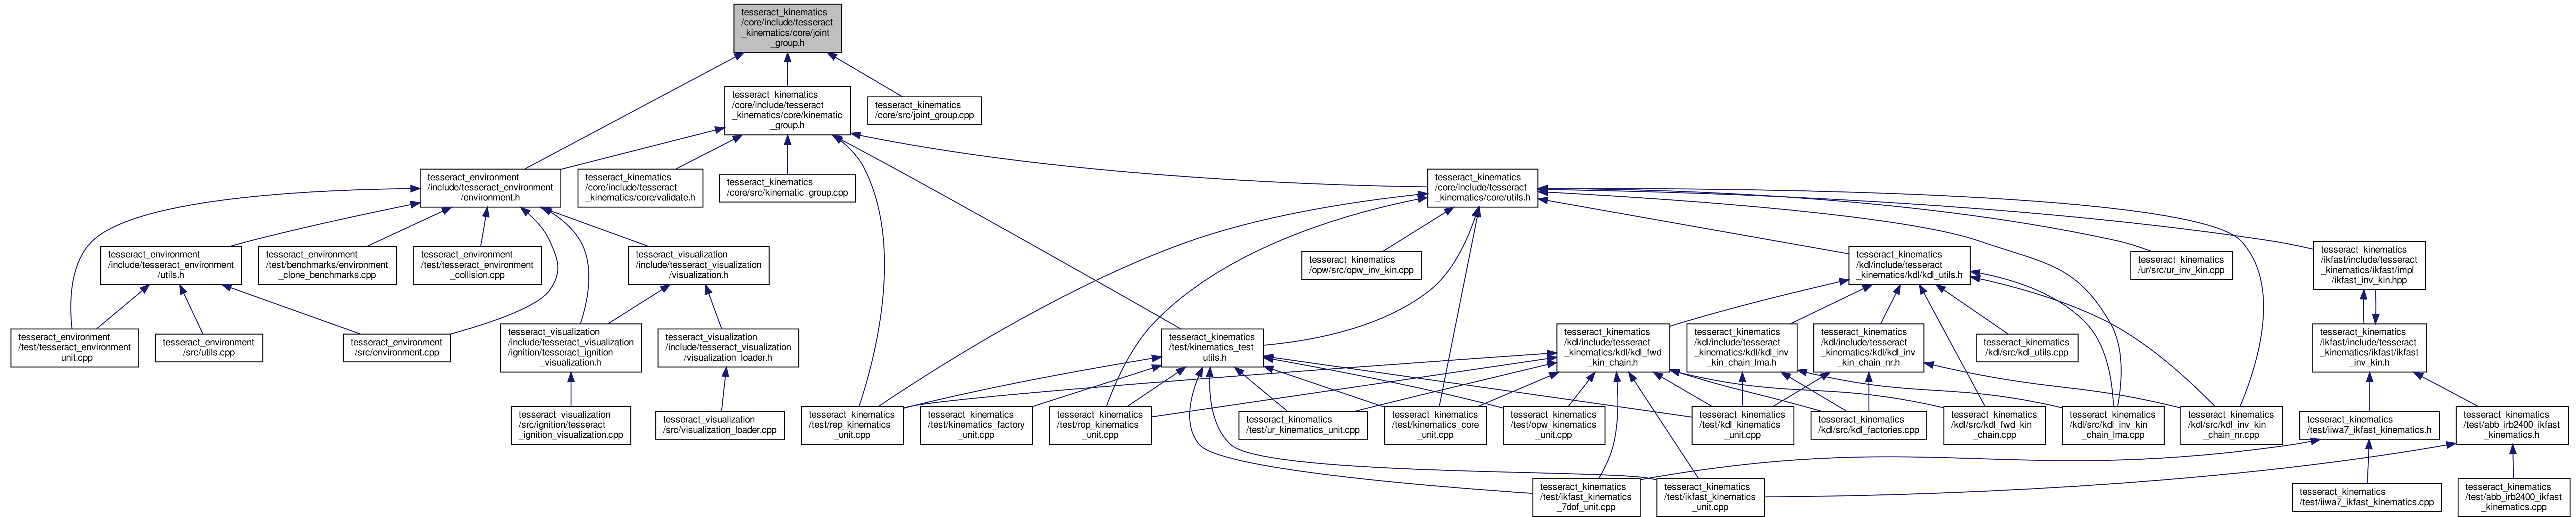 tesseract_kinematics
/core/include/tesseract
_kinematics/core/joint
_group.h
tesseract_kinematics
/core/include/tesseract
_kinematics/core/kinematic
_group.h
tesseract_kinematics
/core/src/joint_group.cpp
tesseract_environment
/include/tesseract_environment
/environment.h
tesseract_kinematics
/core/include/tesseract
_kinematics/core/validate.h
tesseract_kinematics
/core/src/kinematic_group.cpp
tesseract_kinematics
/core/include/tesseract
_kinematics/core/utils.h
tesseract_environment
/include/tesseract_environment
/utils.h
tesseract_environment
/test/benchmarks/environment
_clone_benchmarks.cpp
tesseract_environment
/test/tesseract_environment
_collision.cpp
tesseract_visualization
/include/tesseract_visualization
/visualization.h
tesseract_kinematics
/opw/src/opw_inv_kin.cpp
tesseract_kinematics
/kdl/include/tesseract
_kinematics/kdl/kdl_utils.h
tesseract_kinematics
/ur/src/ur_inv_kin.cpp
tesseract_kinematics
/ikfast/include/tesseract
_kinematics/ikfast/impl
/ikfast_inv_kin.hpp
tesseract_environment
/test/tesseract_environment
_unit.cpp
tesseract_environment
/src/utils.cpp
tesseract_environment
/src/environment.cpp
tesseract_visualization
/include/tesseract_visualization
/ignition/tesseract_ignition
_visualization.h
tesseract_visualization
/include/tesseract_visualization
/visualization_loader.h
tesseract_kinematics
/test/kinematics_test
_utils.h
tesseract_kinematics
/kdl/include/tesseract
_kinematics/kdl/kdl_fwd
_kin_chain.h
tesseract_kinematics
/kdl/include/tesseract
_kinematics/kdl/kdl_inv
_kin_chain_lma.h
tesseract_kinematics
/kdl/include/tesseract
_kinematics/kdl/kdl_inv
_kin_chain_nr.h
tesseract_kinematics
/kdl/src/kdl_utils.cpp
tesseract_kinematics
/ikfast/include/tesseract
_kinematics/ikfast/ikfast
_inv_kin.h
tesseract_visualization
/src/ignition/tesseract
_ignition_visualization.cpp
tesseract_visualization
/src/visualization_loader.cpp
tesseract_kinematics
/test/rep_kinematics
_unit.cpp
tesseract_kinematics
/test/kinematics_factory
_unit.cpp
tesseract_kinematics
/test/rop_kinematics
_unit.cpp
tesseract_kinematics
/test/ur_kinematics_unit.cpp
tesseract_kinematics
/test/kinematics_core
_unit.cpp
tesseract_kinematics
/test/opw_kinematics
_unit.cpp
tesseract_kinematics
/test/kdl_kinematics
_unit.cpp
tesseract_kinematics
/kdl/src/kdl_factories.cpp
tesseract_kinematics
/kdl/src/kdl_fwd_kin
_chain.cpp
tesseract_kinematics
/kdl/src/kdl_inv_kin
_chain_lma.cpp
tesseract_kinematics
/kdl/src/kdl_inv_kin
_chain_nr.cpp
tesseract_kinematics
/test/iiwa7_ikfast_kinematics.h
tesseract_kinematics
/test/abb_irb2400_ikfast
_kinematics.h
tesseract_kinematics
/test/ikfast_kinematics
_7dof_unit.cpp
tesseract_kinematics
/test/ikfast_kinematics
_unit.cpp
tesseract_kinematics
/test/iiwa7_ikfast_kinematics.cpp
tesseract_kinematics
/test/abb_irb2400_ikfast
_kinematics.cpp